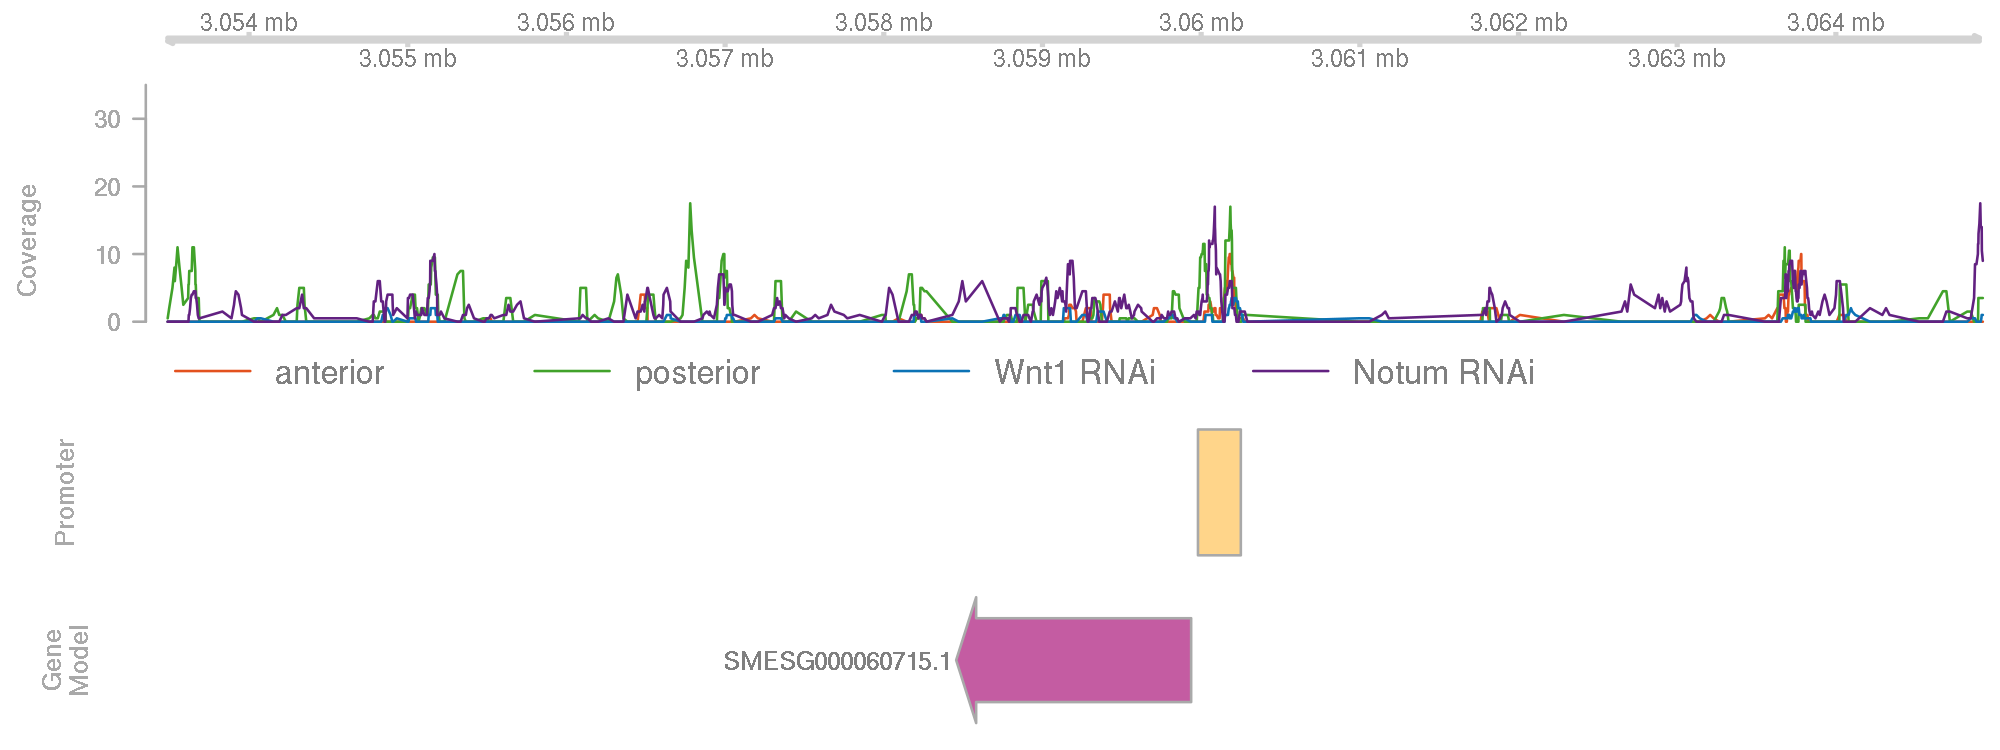 3.054 mb 3.056 mb 3.058 mb 3.06 mb 3.062 mb 3.064 mb
3.055 mb 3.057 mb 3.059 mb 3.061 mb 3.063 mb
Coverage
30
20
10
0
anterior posterior Wnt1 RNAi Notum RNAi
Promoter
Gene
Model
SMESG000060715.1